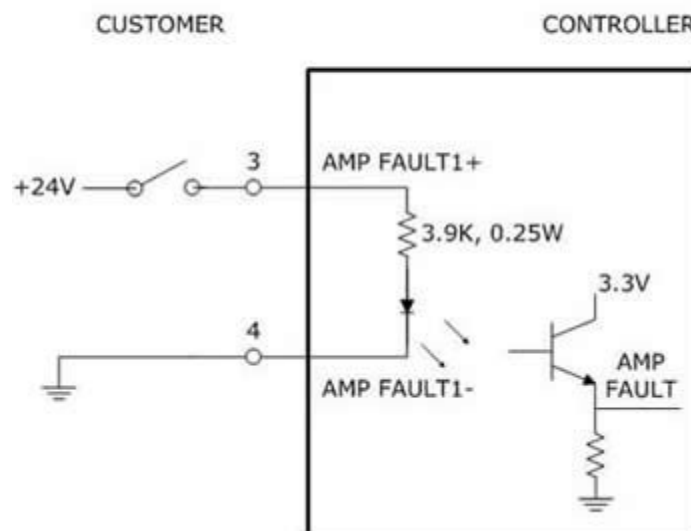 CUSTOMER
CONTROLLER
3
AMP FAULT1+
+24V
3.9K, 0.25W
3.3V
4
AMP
FAULT
AMP FAULT1-